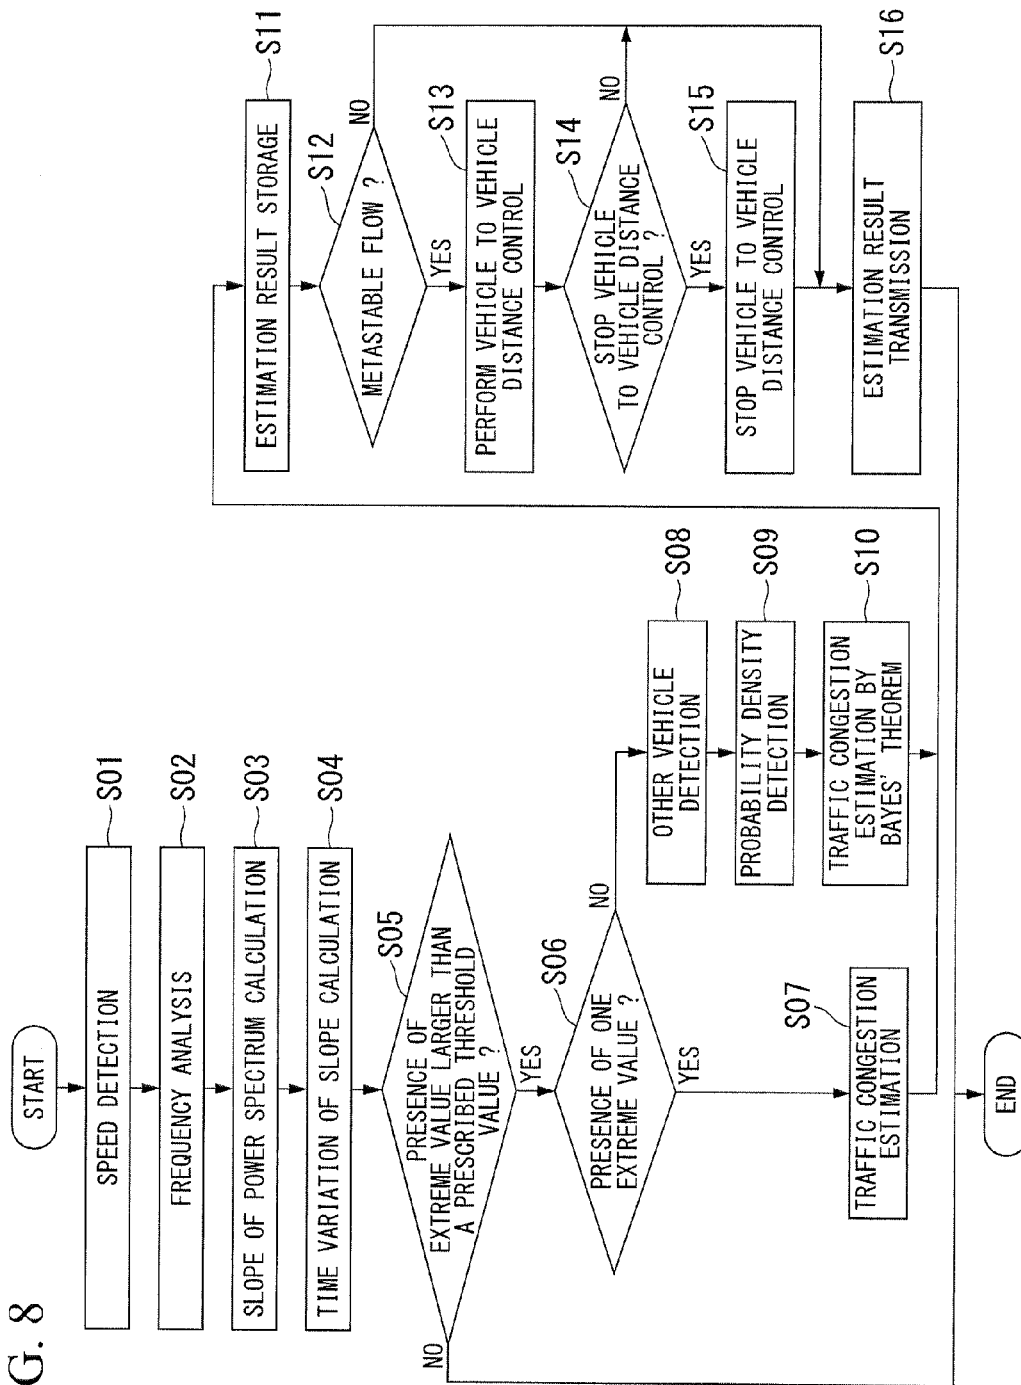 G. 8
START
SPEED DETECTION
S01
FREQUENCY ANALYSIS
S02
SLOPE OF POWER SPECTRUM CALCULATION
S03
TIME VARIATION OF SLOPE CALCULATION
S04
PRESENCE OF
EXTREME VALUE LARGER THAN
A PRESCRIBED THRESHOLD
VALUE ?
S05
NO
YES
PRESENCE OF ONE
EXTREME VALUE ?
S06
NO
YES
S07
TRAFFIC CONGESTION
ESTIMATION
OTHER VEHICLE
DETECTION
S08
PROBABILITY DENSITY
DETECTION
S09
TRAFFIC CONGESTION
ESTIMATION BY
BAYES' THEOREM
S10
END
ESTIMATION RESULT STORAGE
S11
METASTABLE FLOW ?
S12
NO
YES
PERFORM VEHICLE TO VEHICLE
DISTANCE CONTROL
S13
STOP VEHICLE
TO VEHICLE DISTANCE
CONTROL ?
S14
NO
YES
STOP VEHICLE TO VEHICLE
DISTANCE CONTROL
S15
ESTIMATION RESULT
TRANSMISSION
S16